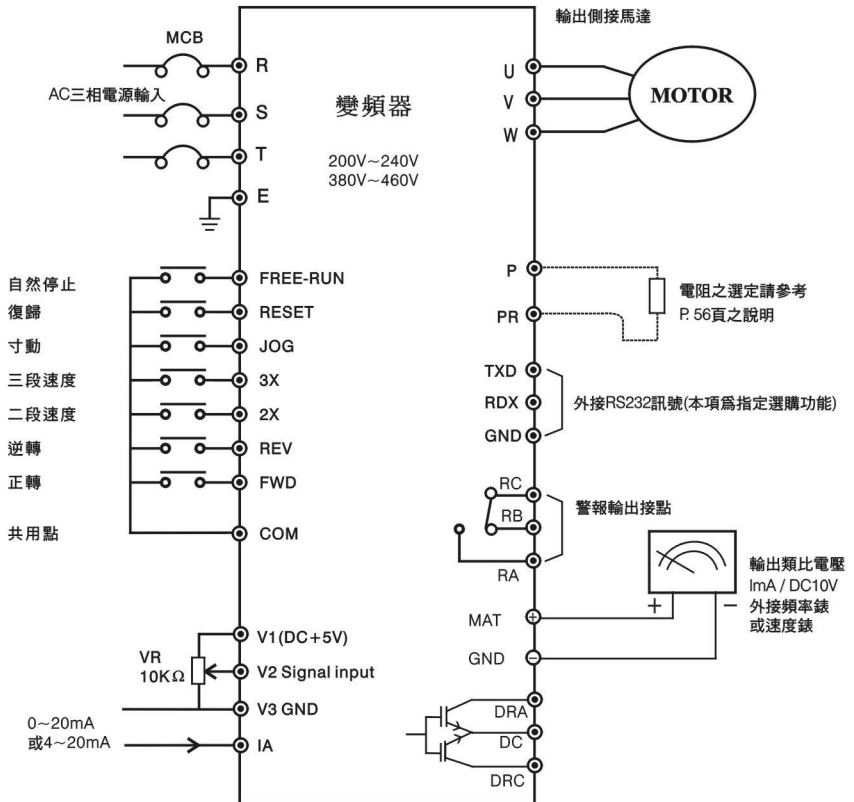 輸出側接馬達
MCB
R
AC三相電源輸入
S
T
E
變頻器
200V~240V
380V~460V
U
V
W
MOTOR
自然停止
FREE-RUN
復歸
RESET
寸動
JOG
三段速度
3X
二段速度
2X
逆轉
REV
正轉
FWD
共用點
COM
P
PR
電阻之選定請參考
P. 56頁之說明
TXD
RDX
GND
外接RS232訊號(本項爲指定選購功能)
RC
RB
RA
警報輸出接點
MAT
+
GND
−
+
−
輸出類比電壓
ImA / DC10V
外接頻率錶
或速度錶
VR
10KΩ
V1(DC+5V)
V2 Signal input
V3 GND
0~20mA
或4~20mA
IA
DRA
DC
DRC